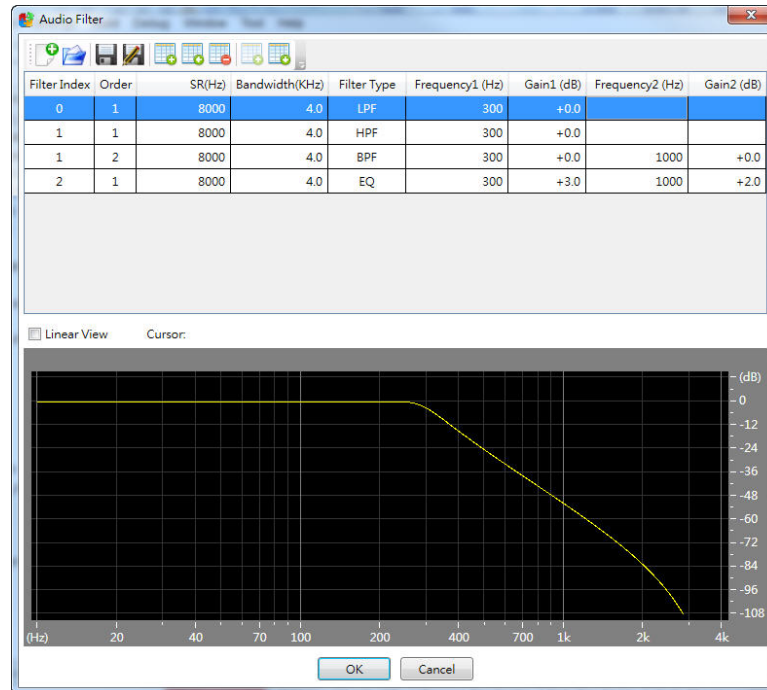 Audio Filter
Debug Window Tool Help
Filter Index Order SR(Hz) Bandwidth(KHz) Filter Type Frequency1 (Hz) Gain1 (dB) Frequency2 (Hz) Gain2 (dB)
0 1 8000 4.0 LPF 300 +0.0
1 1 8000 4.0 HPF 300 +0.0
1 2 8000 4.0 BPF 300 +0.0 1000 +0.0
2 1 8000 4.0 EQ 300 +3.0 1000 +2.0
Linear View Cursor:
(dB)
0
-12
-24
-36
-48
-60
-72
-84
-96
-108
(Hz) 20 40 70 100 200 400 700 1k 2k 4k
OK Cancel